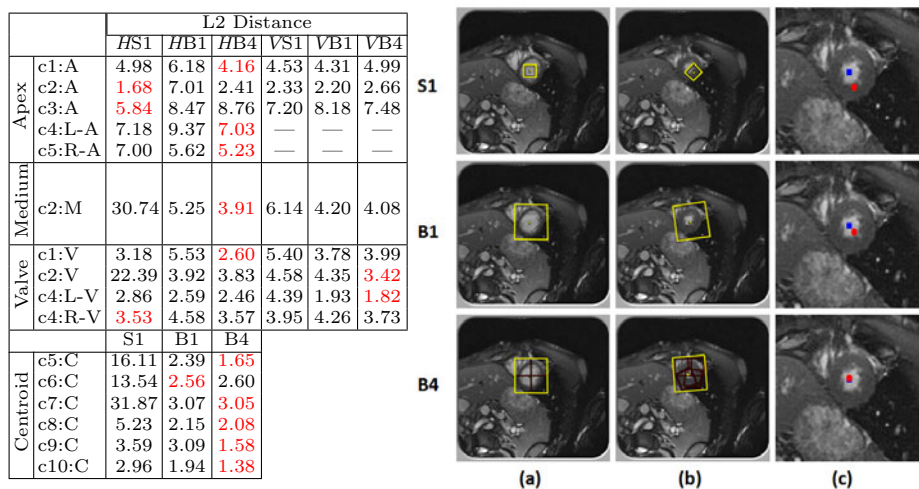 L2 Distance
HS1 HB1 HB4 VS1 VB1 VB4
Apex
c1:A 4.98 6.18 4.16 4.53 4.31 4.99
c2:A 1.68 7.01 2.41 2.33 2.20 2.66
c3:A 5.84 8.47 8.76 7.20 8.18 7.48
c4:L-A 7.18 9.37 7.03 — — —
c5:R-A 7.00 5.62 5.23 — — —
Medium
c2:M 30.74 5.25 3.91 6.14 4.20 4.08
Valve
c1:V 3.18 5.53 2.60 5.40 3.78 3.99
c2:V 22.39 3.92 3.83 4.58 4.35 3.42
c4:L-V 2.86 2.59 2.46 4.39 1.93 1.82
c4:R-V 3.53 4.58 3.57 3.95 4.26 3.73
S1 B1 B4
Centroid
c5:C 16.11 2.39 1.65
c6:C 13.54 2.56 2.60
c7:C 31.87 3.07 3.05
c8:C 5.23 2.15 2.08
c9:C 3.59 3.09 1.58
c10:C 2.96 1.94 1.38
S1
B1
B4
(a) (b) (c)